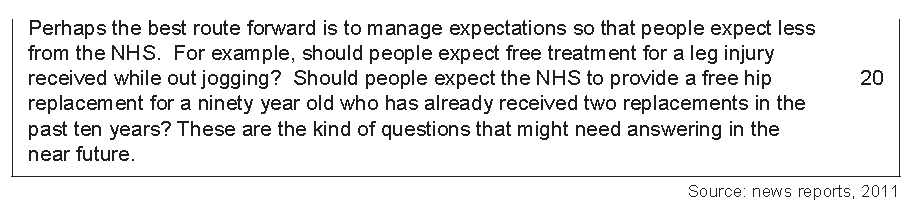 Perhaps the best route forward is to manage expectations so that people expect less
from the NHS.  For example, should people expect free treatment for a leg injury
received while out jogging?  Should people expect the NHS to provide a free hip 20
replacement for a ninety year old who has already received two replacements in the
past ten years? These are the kind of questions that might need answering in the
near future.
Source: news reports, 2011